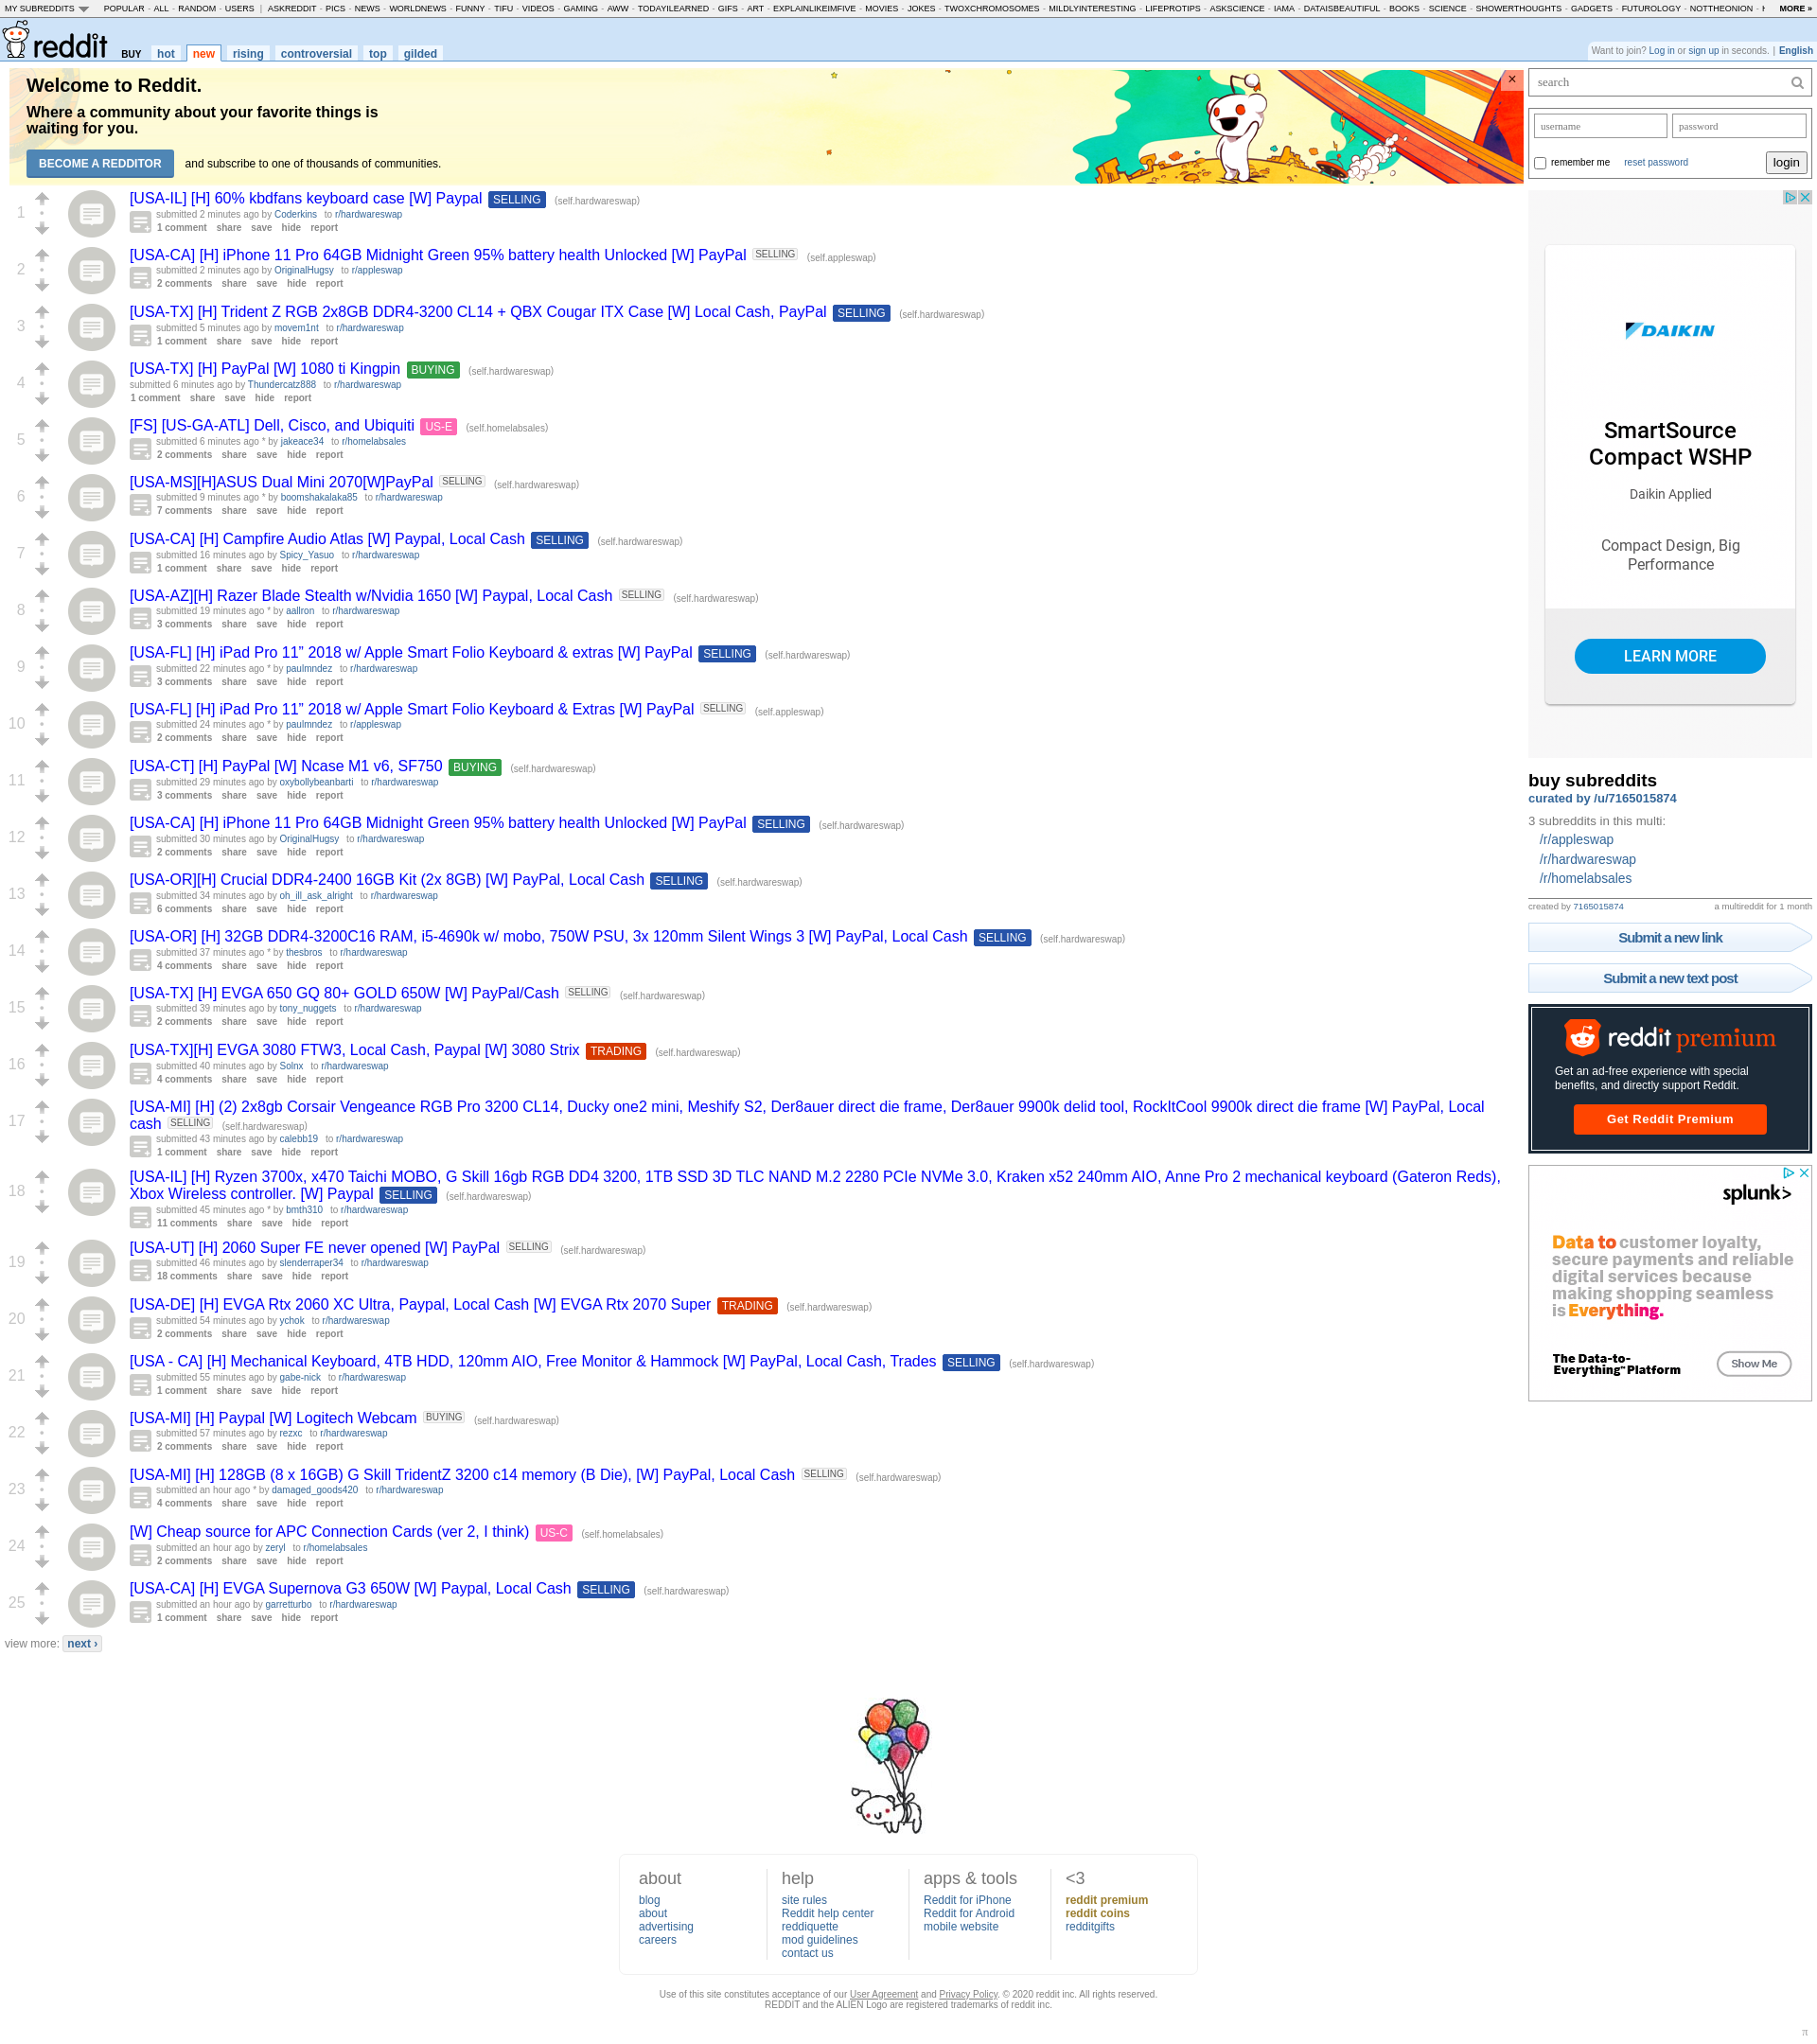 MY SUBREDDITS POPULAR - ALL - RANDOM - USERS | ASKREDDIT - PICS - NEWS - WORLDNEWS - FUNNY - TIFU - VIDEOS - GAMING - AWW - TODAYILEARNED - GIFS - ART - EXPLAINLIKEIMFIVE - MOVIES - JOKES - TWOXCHROMOSOMES - MILDLYINTERESTING - LIFEPROTIPS - ASKSCIENCE - IAMA - DATAISBEAUTIFUL - BOOKS - SCIENCE - SHOWERTHOUGHTS - GADGETS - FUTUROLOGY - NOTTHEONION - MORE »
reddit BUY hot new rising controversial top gilded
Want to join? Log in or sign up in seconds. | English
Welcome to Reddit.
Where a community about your favorite things is
waiting for you.
BECOME A REDDITOR and subscribe to one of thousands of communities.
1 [USA-IL] [H] 60% kbdfans keyboard case [W] Paypal SELLING (self.hardwareswap)
submitted 2 minutes ago by Coderkins to r/hardwareswap
1 comment share save hide report
2 [USA-CA] [H] iPhone 11 Pro 64GB Midnight Green 95% battery health Unlocked [W] PayPal SELLING (self.appleswap)
submitted 2 minutes ago by OriginalHugsy to r/appleswap
2 comments share save hide report
3 [USA-TX] [H] Trident Z RGB 2x8GB DDR4-3200 CL14 + QBX Cougar ITX Case [W] Local Cash, PayPal SELLING (self.hardwareswap)
submitted 5 minutes ago by movem1nt to r/hardwareswap
1 comment share save hide report
4 [USA-TX] [H] PayPal [W] 1080 ti Kingpin BUYING (self.hardwareswap)
submitted 6 minutes ago by Thundercatz888 to r/hardwareswap
1 comment share save hide report
5 [FS] [US-GA-ATL] Dell, Cisco, and Ubiquiti US-E (self.homelabsales)
submitted 6 minutes ago * by jakeace34 to r/homelabsales
2 comments share save hide report
6 [USA-MS][H]ASUS Dual Mini 2070[W]PayPal SELLING (self.hardwareswap)
submitted 9 minutes ago * by boomshakalaka85 to r/hardwareswap
7 comments share save hide report
7 [USA-CA] [H] Campfire Audio Atlas [W] Paypal, Local Cash SELLING (self.hardwareswap)
submitted 16 minutes ago by Spicy_Yasuo to r/hardwareswap
1 comment share save hide report
8 [USA-AZ][H] Razer Blade Stealth w/Nvidia 1650 [W] Paypal, Local Cash SELLING (self.hardwareswap)
submitted 19 minutes ago * by aallron to r/hardwareswap
3 comments share save hide report
9 [USA-FL] [H] iPad Pro 11” 2018 w/ Apple Smart Folio Keyboard & extras [W] PayPal SELLING (self.hardwareswap)
submitted 22 minutes ago * by paulmndez to r/hardwareswap
3 comments share save hide report
10 [USA-FL] [H] iPad Pro 11” 2018 w/ Apple Smart Folio Keyboard & Extras [W] PayPal SELLING (self.appleswap)
submitted 24 minutes ago * by paulmndez to r/appleswap
2 comments share save hide report
11 [USA-CT] [H] PayPal [W] Ncase M1 v6, SF750 BUYING (self.hardwareswap)
submitted 29 minutes ago by oxybollybeanbarti to r/hardwareswap
3 comments share save hide report
12 [USA-CA] [H] iPhone 11 Pro 64GB Midnight Green 95% battery health Unlocked [W] PayPal SELLING (self.hardwareswap)
submitted 30 minutes ago by OriginalHugsy to r/hardwareswap
2 comments share save hide report
13 [USA-OR][H] Crucial DDR4-2400 16GB Kit (2x 8GB) [W] PayPal, Local Cash SELLING (self.hardwareswap)
submitted 34 minutes ago by oh_ill_ask_alright to r/hardwareswap
6 comments share save hide report
14 [USA-OR] [H] 32GB DDR4-3200C16 RAM, i5-4690k w/ mobo, 750W PSU, 3x 120mm Silent Wings 3 [W] PayPal, Local Cash SELLING (self.hardwareswap)
submitted 37 minutes ago * by thesbros to r/hardwareswap
4 comments share save hide report
15 [USA-TX] [H] EVGA 650 GQ 80+ GOLD 650W [W] PayPal/Cash SELLING (self.hardwareswap)
submitted 39 minutes ago by tony_nuggets to r/hardwareswap
2 comments share save hide report
16 [USA-TX][H] EVGA 3080 FTW3, Local Cash, Paypal [W] 3080 Strix TRADING (self.hardwareswap)
submitted 40 minutes ago by Solnx to r/hardwareswap
4 comments share save hide report
17 [USA-MI] [H] (2) 2x8gb Corsair Vengeance RGB Pro 3200 CL14, Ducky one2 mini, Meshify S2, Der8auer direct die frame, Der8auer 9900k delid tool, RockItCool 9900k direct die frame [W] PayPal, Local
cash SELLING (self.hardwareswap)
submitted 43 minutes ago by calebb19 to r/hardwareswap
1 comment share save hide report
18 [USA-IL] [H] Ryzen 3700x, x470 Taichi MOBO, G Skill 16gb RGB DD4 3200, 1TB SSD 3D TLC NAND M.2 2280 PCIe NVMe 3.0, Kraken x52 240mm AIO, Anne Pro 2 mechanical keyboard (Gateron Reds),
Xbox Wireless controller. [W] Paypal SELLING (self.hardwareswap)
submitted 45 minutes ago * by bmth310 to r/hardwareswap
11 comments share save hide report
19 [USA-UT] [H] 2060 Super FE never opened [W] PayPal SELLING (self.hardwareswap)
submitted 46 minutes ago by slenderraper34 to r/hardwareswap
18 comments share save hide report
20 [USA-DE] [H] EVGA Rtx 2060 XC Ultra, Paypal, Local Cash [W] EVGA Rtx 2070 Super TRADING (self.hardwareswap)
submitted 54 minutes ago by ychok to r/hardwareswap
2 comments share save hide report
21 [USA - CA] [H] Mechanical Keyboard, 4TB HDD, 120mm AIO, Free Monitor & Hammock [W] PayPal, Local Cash, Trades SELLING (self.hardwareswap)
submitted 55 minutes ago by gabe-nick to r/hardwareswap
1 comment share save hide report
22 [USA-MI] [H] Paypal [W] Logitech Webcam BUYING (self.hardwareswap)
submitted 57 minutes ago by rezxc to r/hardwareswap
2 comments share save hide report
23 [USA-MI] [H] 128GB (8 x 16GB) G Skill TridentZ 3200 c14 memory (B Die), [W] PayPal, Local Cash SELLING (self.hardwareswap)
submitted an hour ago * by damaged_goods420 to r/hardwareswap
4 comments share save hide report
24 [W] Cheap source for APC Connection Cards (ver 2, I think) US-C (self.homelabsales)
submitted an hour ago by zeryl to r/homelabsales
2 comments share save hide report
25 [USA-CA] [H] EVGA Supernova G3 650W [W] Paypal, Local Cash SELLING (self.hardwareswap)
submitted an hour ago by garretturbo to r/hardwareswap
1 comment share save hide report
view more: next ›
search
username password
remember me reset password login
DAIKIN
SmartSource
Compact WSHP
Daikin Applied
Compact Design, Big
Performance
LEARN MORE
buy subreddits
curated by /u/7165015874
3 subreddits in this multi:
/r/appleswap
/r/hardwareswap
/r/homelabsales
created by 7165015874 a multireddit for 1 month
Submit a new link
Submit a new text post
reddit premium
Get an ad-free experience with special
benefits, and directly support Reddit.
Get Reddit Premium
splunk>
Data to customer loyalty,
secure payments and reliable
digital services because
making shopping seamless
is Everything.
The Data-to-
Everything™ Platform
Show Me
about
blog
about
advertising
careers
help
site rules
Reddit help center
reddiquette
mod guidelines
contact us
apps & tools
Reddit for iPhone
Reddit for Android
mobile website
<3
reddit premium
reddit coins
redditgifts
Use of this site constitutes acceptance of our User Agreement and Privacy Policy. © 2020 reddit inc. All rights reserved.
REDDIT and the ALIEN Logo are registered trademarks of reddit inc.
π